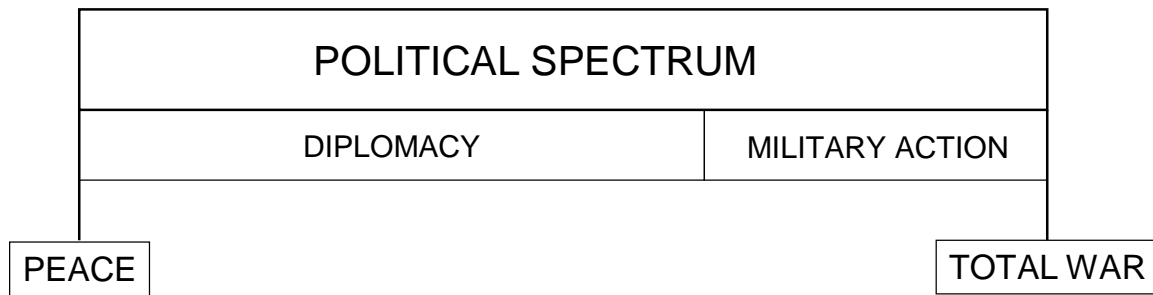 POLITICAL SPECTRUM
DIPLOMACY
MILITARY ACTION
PEACE
TOTAL WAR